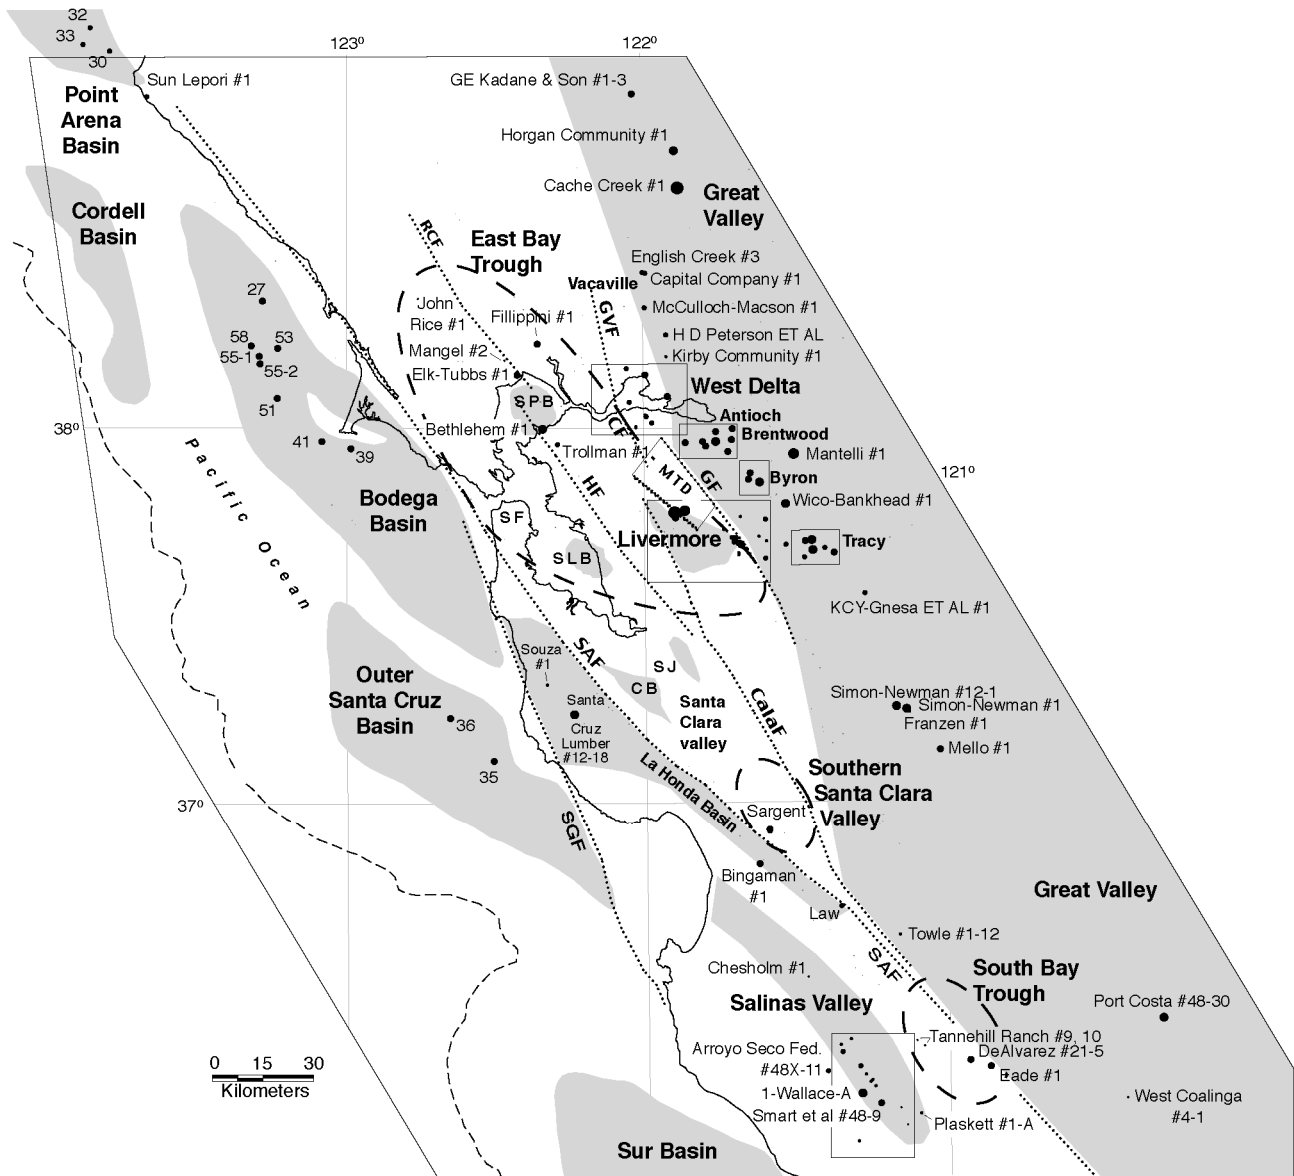 32
33
30
123º
122º
Sun Lepori #1
GE Kadane & Son #1-3
Point
Arena
Basin
Horgan Community #1
Cache Creek #1
Great
Valley
Cordell
Basin
RCF
East Bay
Trough
English Creek #3
Capital Company #1
Vacaville
27
John
Rice #1
Fillippini #1
GVF
McCulloch-Macson #1
58
53
55-1
55-2
H D Peterson ET AL
Mangel #2
Kirby Community #1
Elk-Tubbs #1
West Delta
51
SPB
Antioch
38º
41
39
Bethlehem #1
CF
Brentwood
Trollman #1
Mantelli #1
121º
MTD
GF
Byron
HF
Bodega
Basin
Wico-Bankhead #1
Pacific Ocean
SF
Livermore
Tracy
SLB
KCY-Gnesa ET AL #1
SAF
Souza
#1
SJ
CB
Outer
Santa Cruz
Basin
Santa
Cruz
Lumber
#12-18
Santa
Clara
valley
CalaF
Simon-Newman #12-1
Simon-Newman #1
Franzen #1
36
Mello #1
35
La Honda Basin
Southern
Santa Clara
Valley
37º
SGF
Sargent
Bingaman
#1
Great Valley
Law
Towle #1-12
SAF
Chesholm #1
South Bay
Trough
Salinas Valley
Port Costa #48-30
Tannehill Ranch #9, 10
Arroyo Seco Fed.
#48X-11
DeAlvarez #21-5
Eade #1
0 15 30
Kilometers
1-Wallace-A
Smart et al #48-9
West Coalinga
#4-1
Plaskett #1-A
Sur Basin